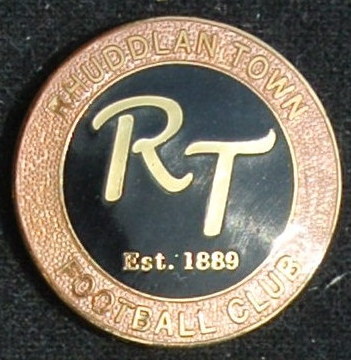 RHUDDLAN TOWN
RT
Est. 1889
FOOTBALL CLUB